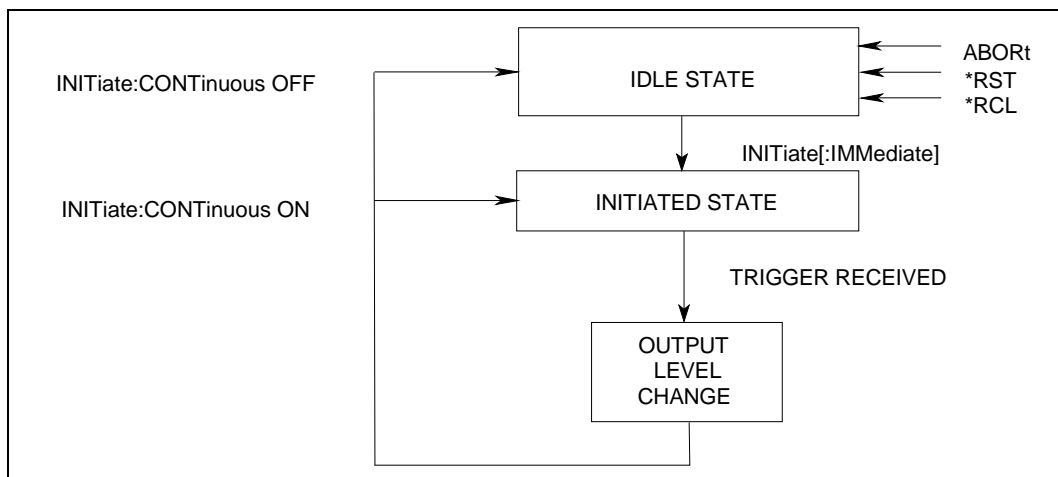 INITiate:CONTinuous OFF
IDLE STATE
ABORt
*RST
*RCL
INITiate[:IMMediate]
INITiate:CONTinuous ON
INITIATED STATE
TRIGGER RECEIVED
OUTPUT
LEVEL
CHANGE